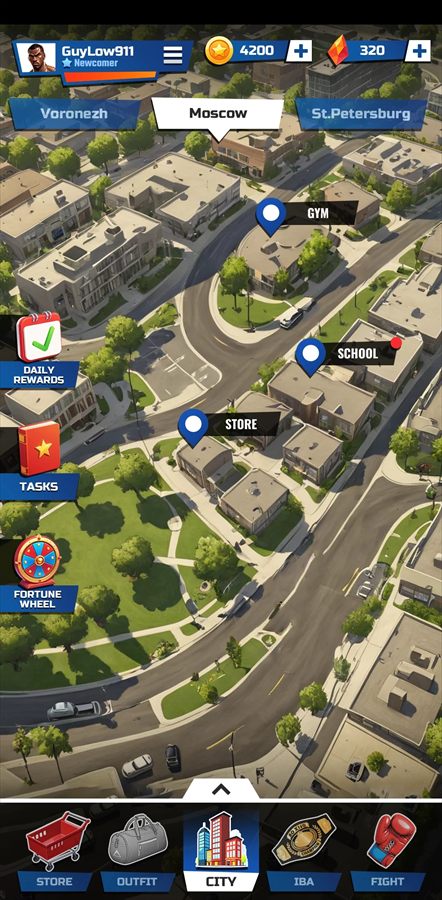 GuyLow911
Newcomer
4200
320
Voronezh
Moscow
St.Petersburg
GYM
SCHOOL
STORE
DAILY
REWARDS
TASKS
FORTUNE
WHEEL
STORE
OUTFIT
CITY
IBA
FIGHT